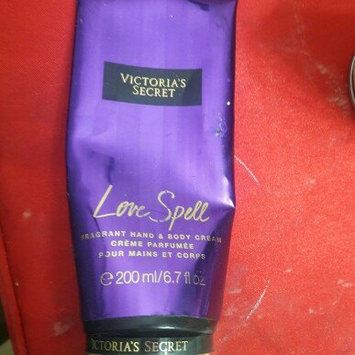 VICTORIA'S
SECRET
Love Spell
FRAGRANT HAND & BODY CREAM
CRÈME PARFUMÉE
POUR MAINS ET CORPS
℮ 200 ml/6.7 fl oz
VICTORIA'S SECRET